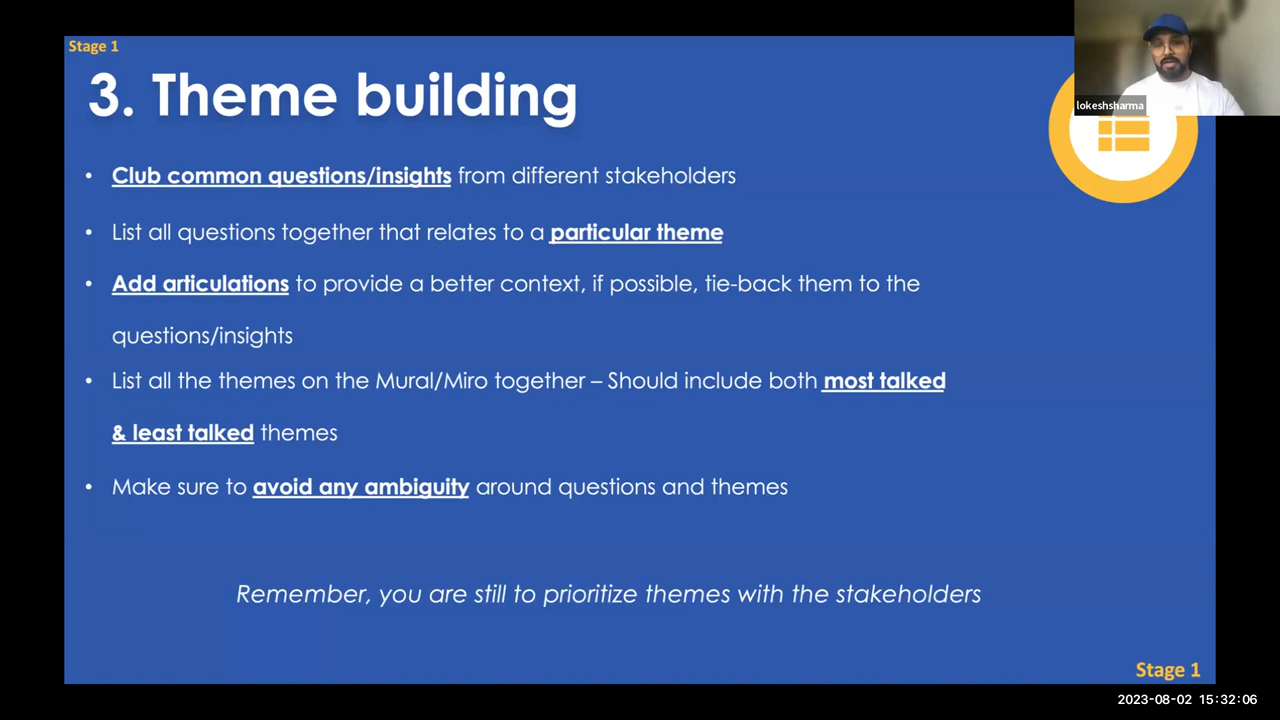 Stage 1
3. Theme building
lokeshsharma
• Club common questions/insights from different stakeholders
• List all questions together that relates to a particular theme
• Add articulations to provide a better context, if possible, tie-back them to the
questions/insights
• List all the themes on the Mural/Miro together – Should include both most talked
& least talked themes
• Make sure to avoid any ambiguity around questions and themes
Remember, you are still to prioritize themes with the stakeholders
Stage 1
2023-08-02 15:32:06